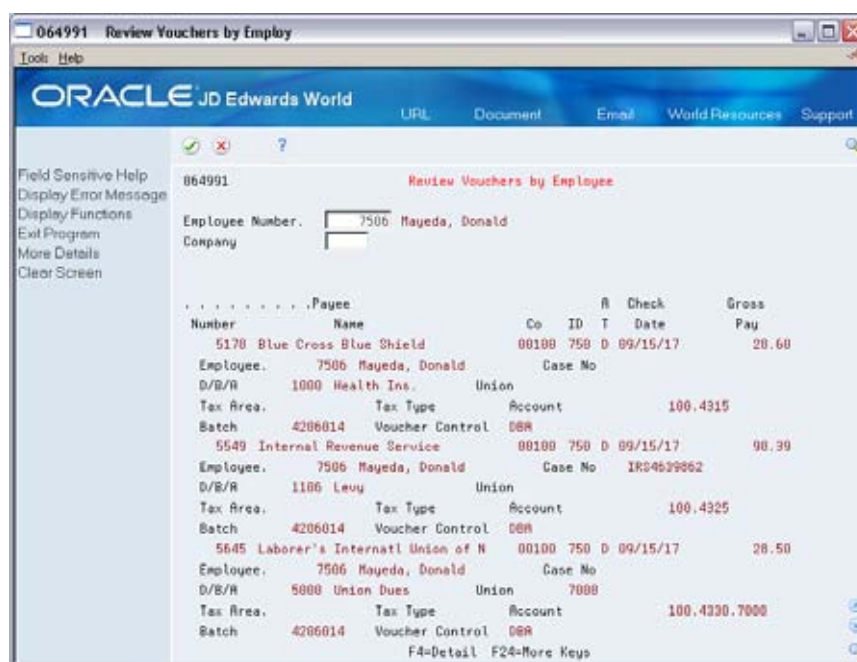 064991 Review Vouchers by Employ
Tools Help
ORACLE JD Edwards World
URL Document Email World Resources Support
Field Sensitive Help
Display Error Message
Display Functions
Exit Program
More Details
Clear Screen
064991 Review Vouchers by Employee
Employee Number. 7506 Mayeda, Donald
Company
. . . . . . . . . .Payee A Check Gross
Number Name Co ID T Date Pay
5178 Blue Cross Blue Shield 00100 750 D 09/15/17 28.60
Employee. 7506 Mayeda, Donald Case No
D/B/A 1000 Health Ins. Union
Tax Area. Tax Type Account 100.4315
Batch 4206014 Voucher Control DBA
5549 Internal Revenue Service 00100 750 D 09/15/17 98.39
Employee. 7506 Mayeda, Donald Case No IRS4639862
D/B/A 1106 Levy Union
Tax Area. Tax Type Account 100.4325
Batch 4206014 Voucher Control DBA
5645 Laborer's Internatl Union of N 00100 750 D 09/15/17 28.50
Employee. 7506 Mayeda, Donald Case No
D/B/A 5000 Union Dues Union 7000
Tax Area. Tax Type Account 100.4330.7000
Batch 4206014 Voucher Control DBA
F4=Detail F24=More Keys